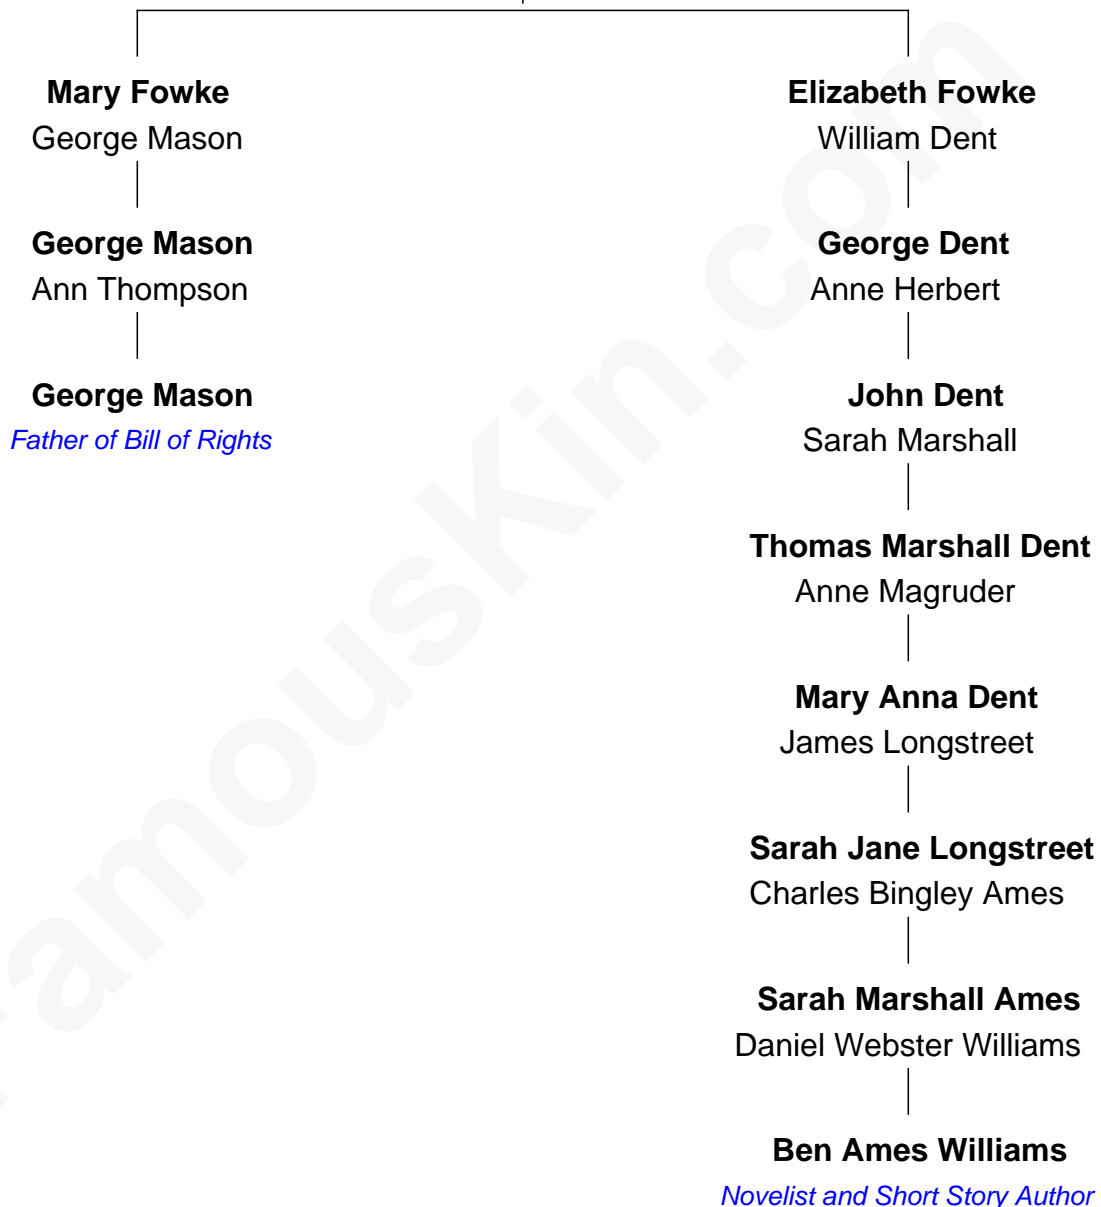 Mary Fowke
George Mason
George Mason
Ann Thompson
George Mason
Father of Bill of Rights
Elizabeth Fowke
William Dent
George Dent
Anne Herbert
John Dent
Sarah Marshall
Thomas Marshall Dent
Anne Magruder
Mary Anna Dent
James Longstreet
Sarah Jane Longstreet
Charles Bingley Ames
Sarah Marshall Ames
Daniel Webster Williams
Ben Ames Williams
Novelist and Short Story Author
FamousKin.com